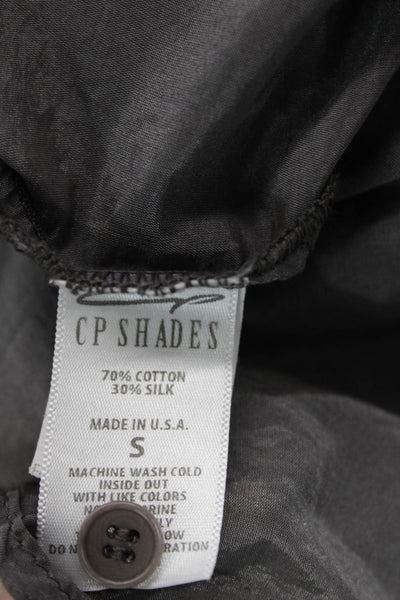 CP SHADES
70% COTTON
30% SILK
MADE IN U.S.A.
S
MACHINE WASH COLD
INSIDE OUT
WITH LIKE COLORS